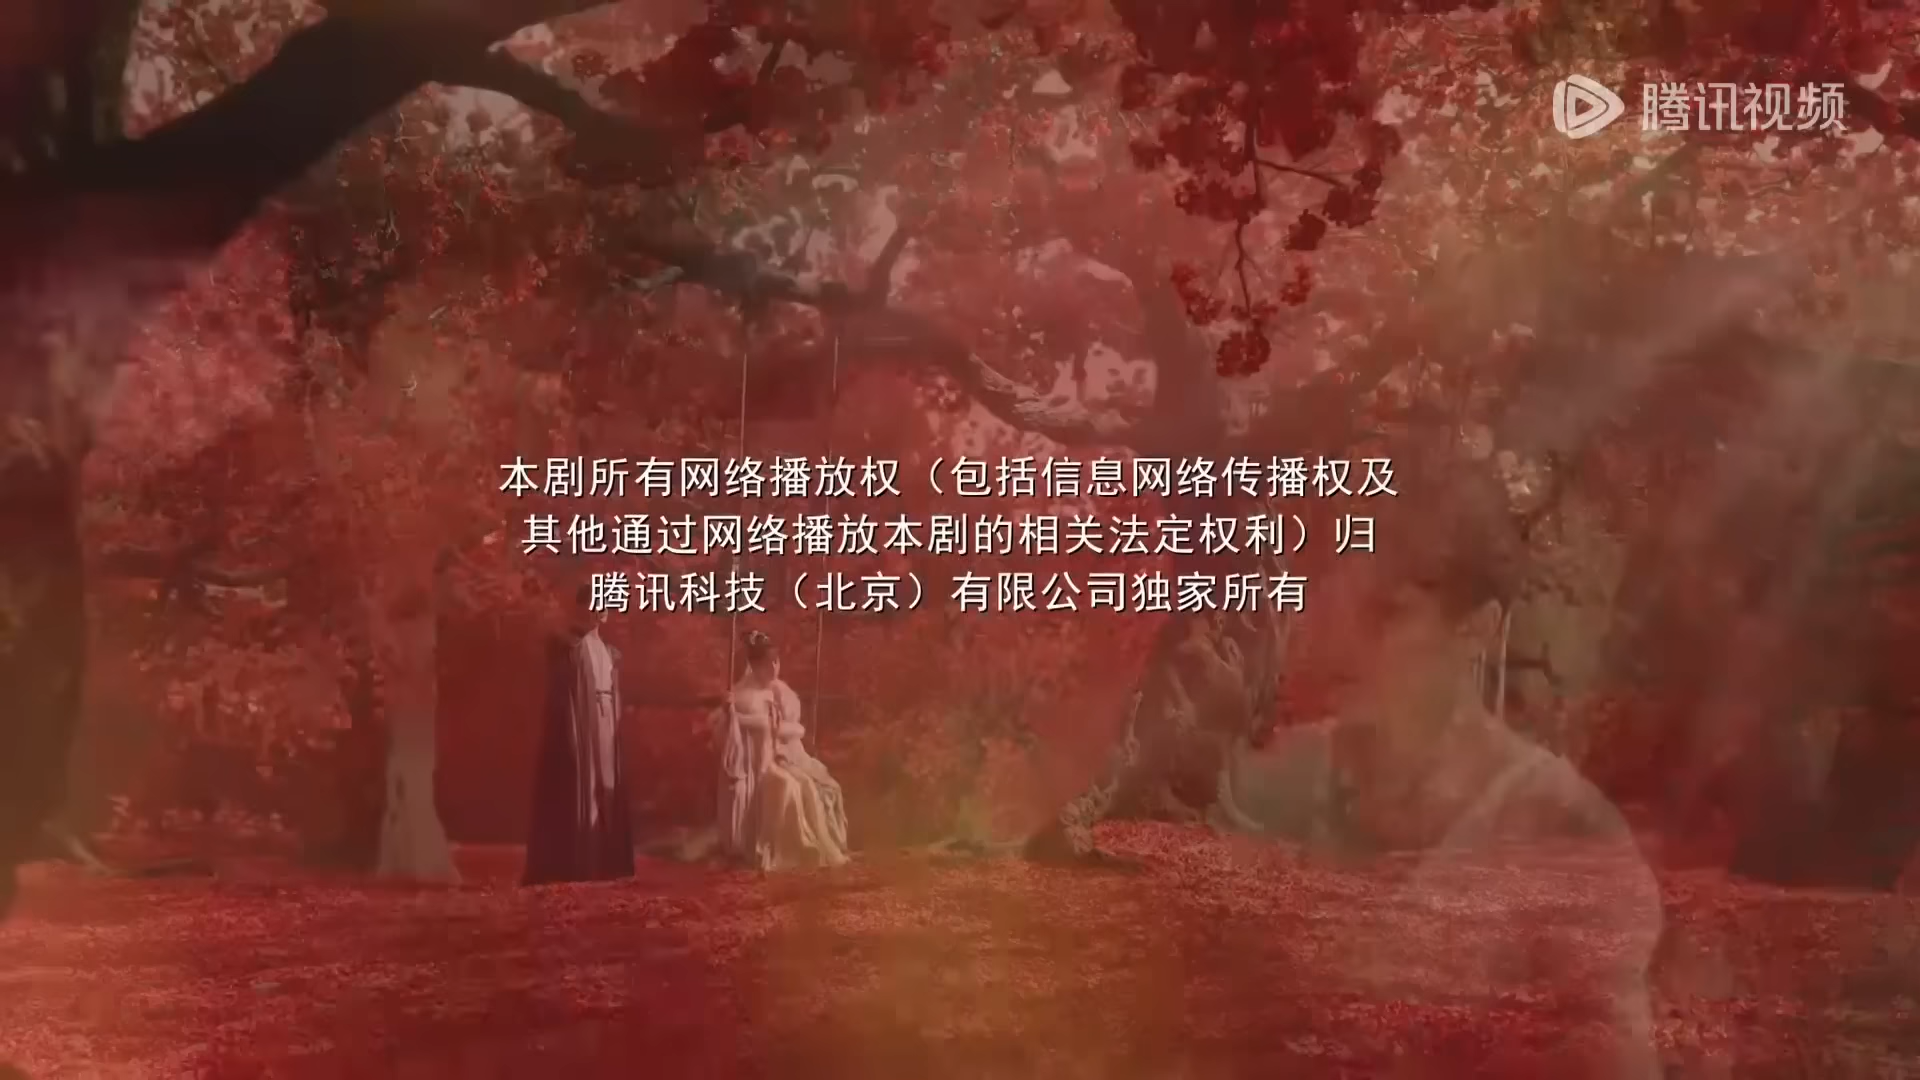 腾讯视频
本剧所有网络播放权（包括信息网络传播权及
其他通过网络播放本剧的相关法定权利）归
腾讯科技（北京）有限公司独家所有